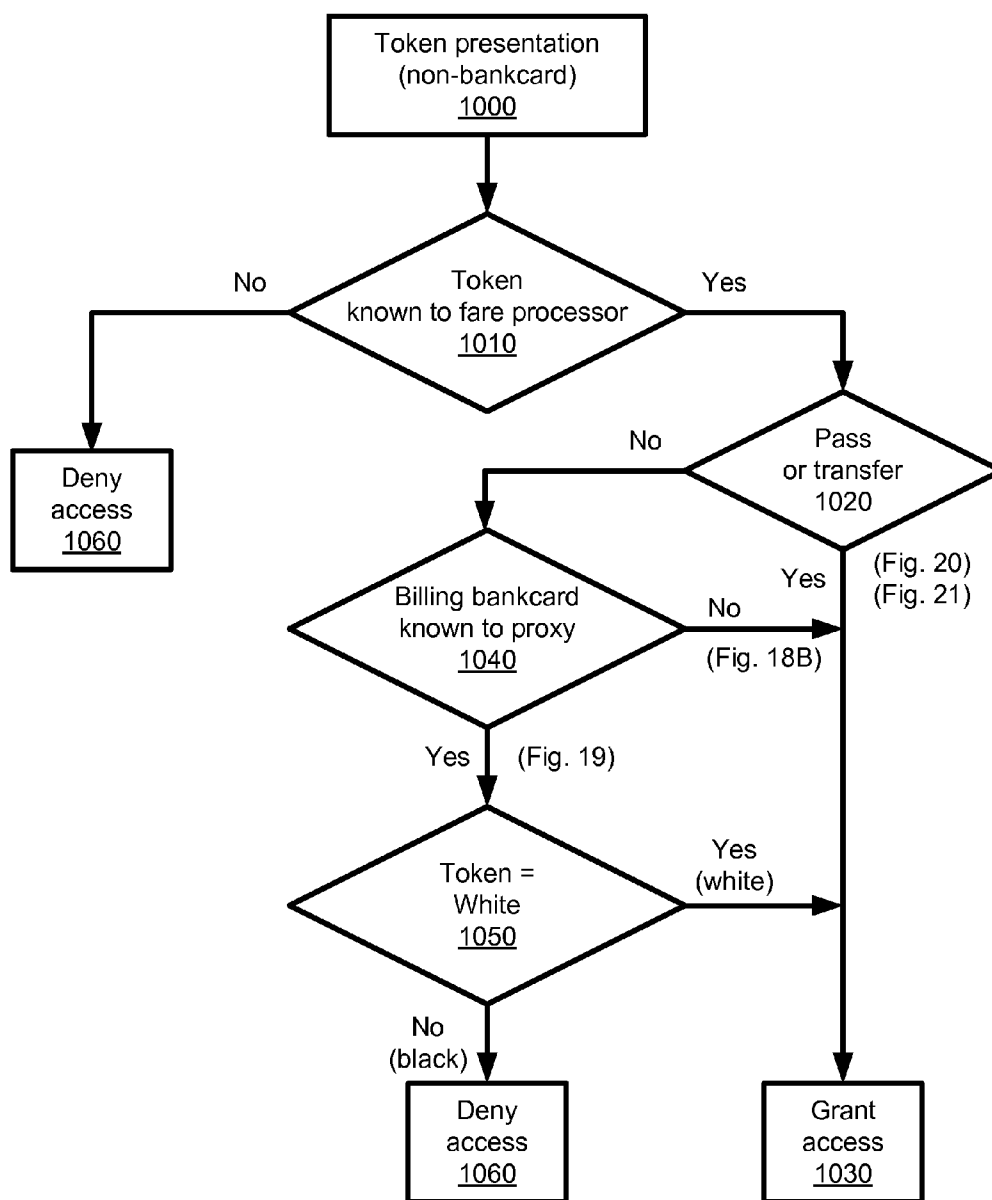 Token presentation
(non-bankcard)
1000
No
Token
known to fare processor
1010
Yes
Deny
access
1060
No
Pass
or transfer
1020
Yes
(Fig. 20)
(Fig. 21)
Billing bankcard
known to proxy
1040
No
(Fig. 18B)
Yes
(Fig. 19)
Token =
White
1050
Yes
(white)
No
(black)
Deny
access
1060
Grant
access
1030